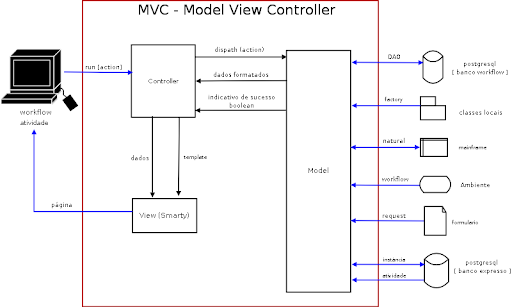 MVC - Model View Controller
run (action)
workflow
atividade
Controller
dispath (action)
dados formatados
indicativo de sucesso
boolean
dados
template
View (Smarty)
página
Model
DAO
postgresql
[ banco workflow ]
factory
classes locais
natural
mainframe
workflow
Ambiente
request
formulário
instância
atividade
postgresql
[ banco expresso ]